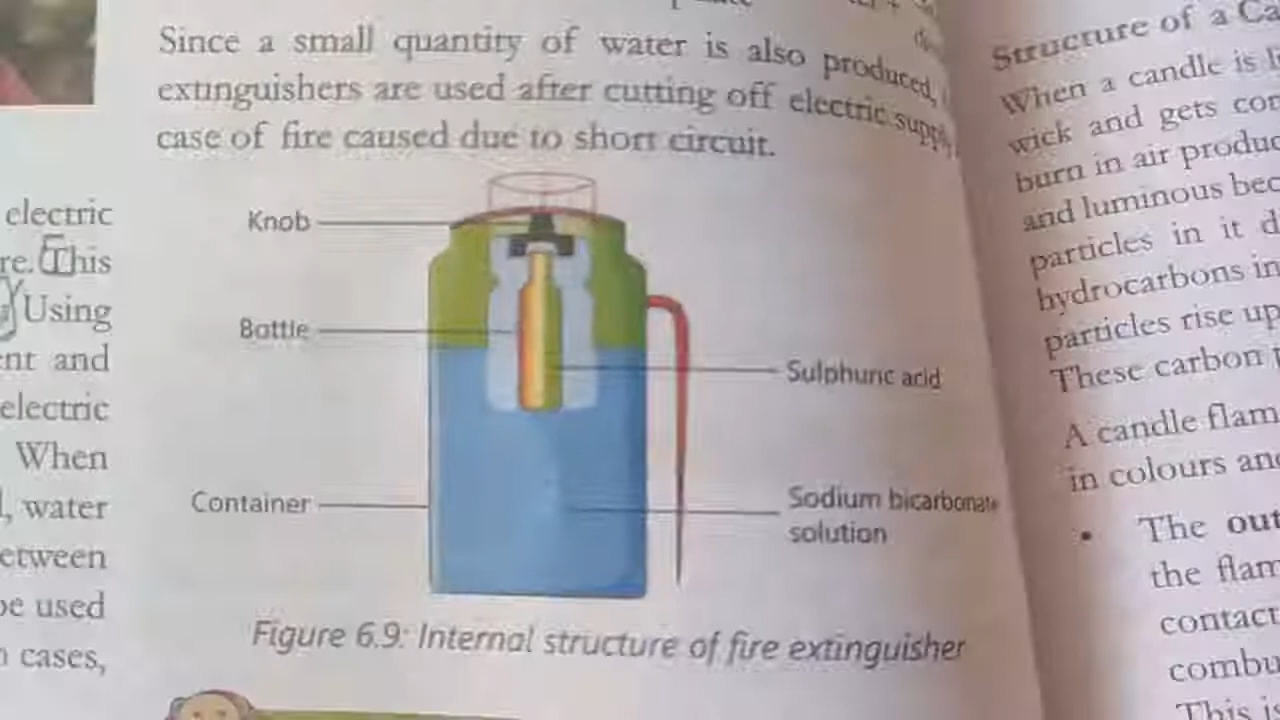 electric
re. This
Using
ent and
electric
When
, water
etween
be used
cases,
Since a small quantity of water is also produced,
extinguishers are used after cutting off electric supply
case of fire caused due to short circuit.
Knob
Bottle
Sulphuric acid
Container
Sodium bicarbonate
solution
Figure 6.9: Internal structure of fire extinguisher
Structure of a Ca
When a candle is l
wick and gets con
burn in air produc
and luminous bec
particles in it d
hydrocarbons in
particles rise up
These carbon
A candle flam
in colours and
• The out
the flam
contact
combu
This is